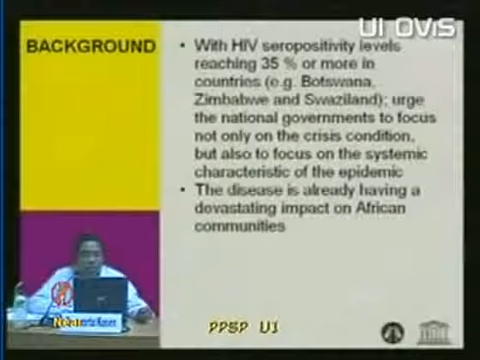 UI OVIS
BACKGROUND
• With HIV seropositivity levels
reaching 35 % or more in
countries (e.g. Botswana,
Zimbabwe and Swaziland); urge
the national governments to focus
not only on the crisis condition,
but also to focus on the systemic
characteristic of the epidemic
• The disease is already having a
devastating impact on African
communities
PPSP UI